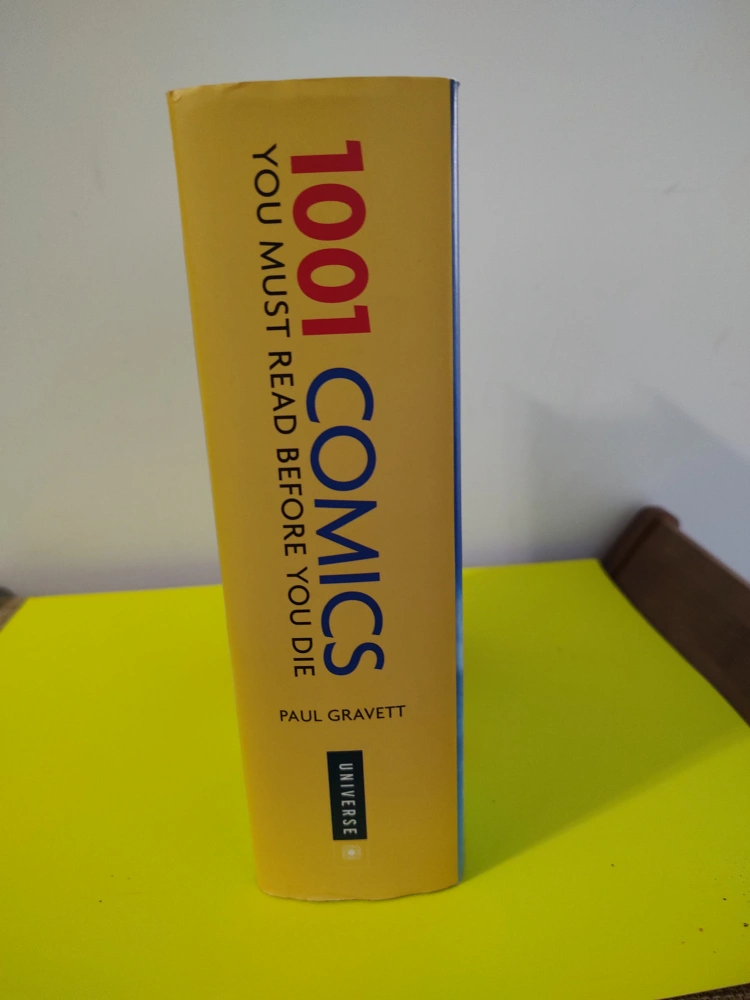 1001 COMICS
YOU MUST READ BEFORE YOU DIE
PAUL GRAVETT
UNIVERSE